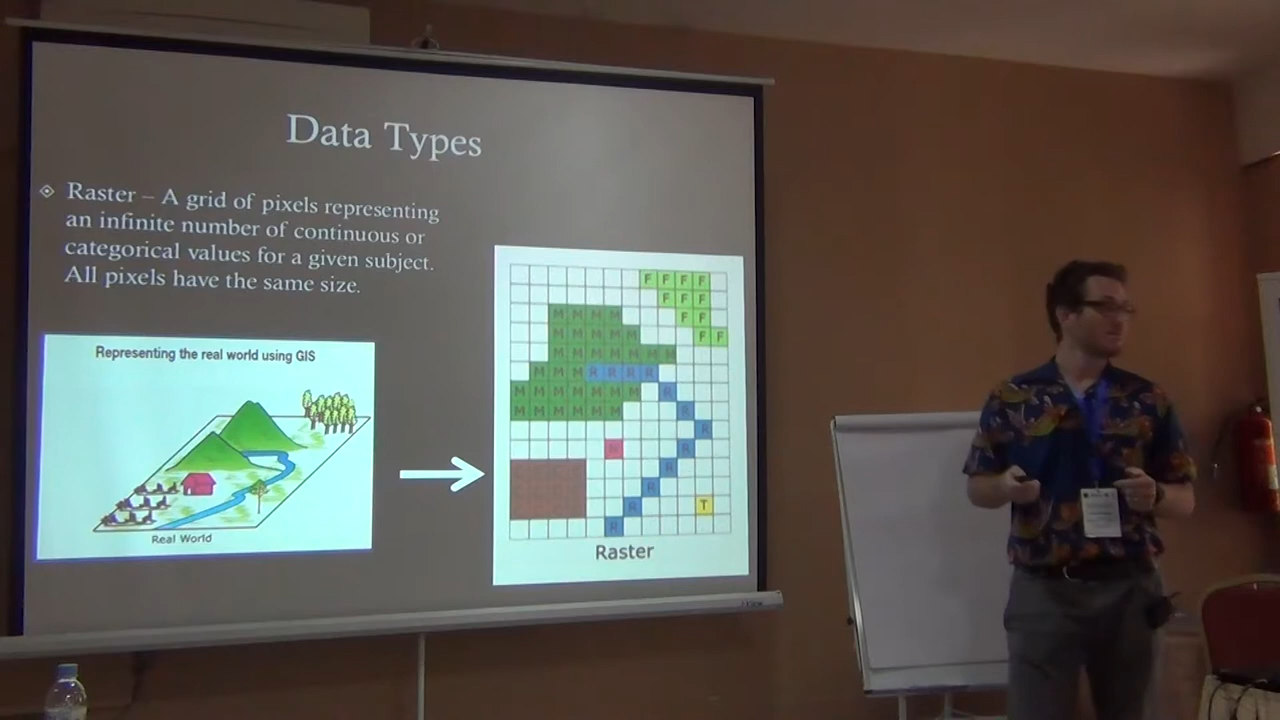 Data Types
Raster – A grid of pixels representing
an infinite number of continuous or
categorical values for a given subject.
All pixels have the same size.
Representing the real world using GIS
Real World
F F F F
F F F
M M M M F F
M M M M M F F
M M M M M M M
M M M R R R R
M M M M M M M R
M M M M M M R
R
R
R
R
R T
R
Raster